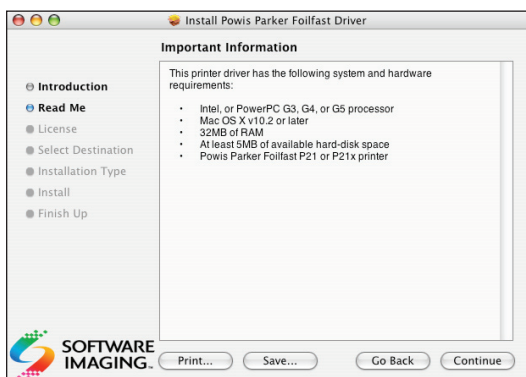 Install Powis Parker Foilfast Driver
Important Information
Introduction
Read Me
License
Select Destination
Installation Type
Install
Finish Up
This printer driver has the following system and hardware
requirements:
• Intel, or PowerPC G3, G4, or G5 processor
• Mac OS X v10.2 or later
• 32MB of RAM
• At least 5MB of available hard-disk space
• Powis Parker Foilfast P21 or P21x printer
SOFTWARE
IMAGING™
Print...
Save...
Go Back
Continue